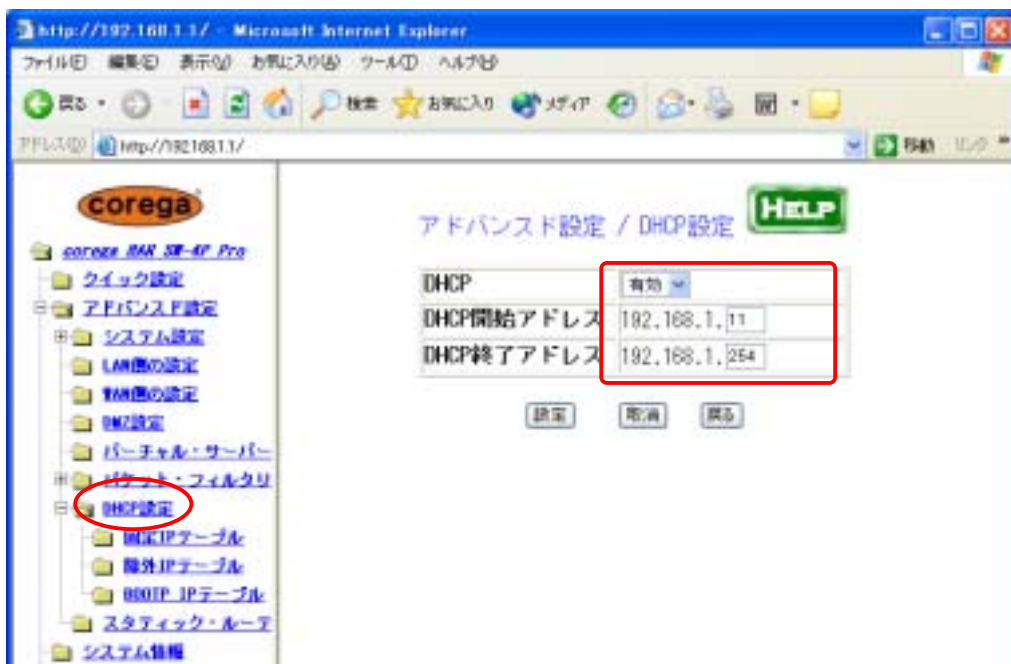 http://192.168.1.1/ - Microsoft Internet Explorer
ファイル(F) 編集(E) 表示(V) お気に入り(A) ツール(T) ヘルプ(H)
戻る 検索 お気に入り メディア
アドレス(D) http://192.168.1.1/ 移動 リンク »
corega
corega BAR SW-4P Pro
クイック設定
アドバンスド設定
システム設定
LAN側の設定
WAN側の設定
DMZ設定
バーチャル・サーバー
パケット・フィルタリ
DHCP設定
固定IPテーブル
除外IPテーブル
BOOTP IPテーブル
スタティック・ルーテ
システム情報
アドバンスド設定 / DHCP設定 HELP
DHCP 有効
DHCP開始アドレス 192.168.1. 11
DHCP終了アドレス 192.168.1. 254
設定 取消 戻る